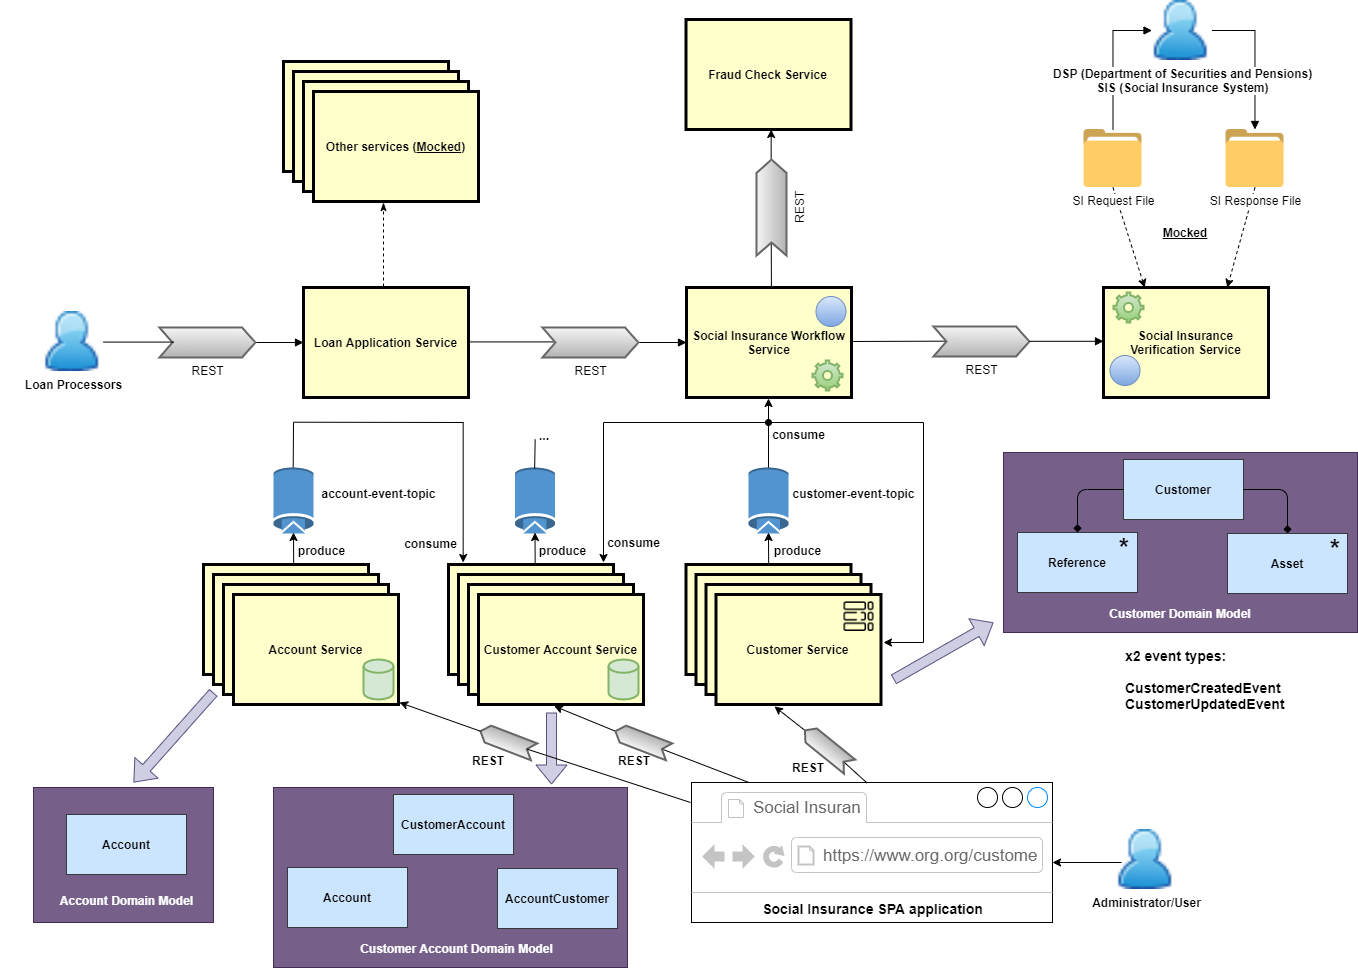 Fraud Check Service
DSP (Department of Securities and Pensions)
SIS (Social Insurance System)
Other services (Mocked)
REST
SI Request File
SI Response File
Mocked
Loan Processors
REST
Loan Application Service
REST
Social Insurance Workflow
Service
REST
Social Insurance
Verification Service
account-event-topic
consume
produce
...
produce
consume
consume
customer-event-topic
produce
Customer
Reference
*
Asset
*
Customer Domain Model
x2 event types:
CustomerCreatedEvent
CustomerUpdatedEvent
Account Service
Customer Account Service
Customer Service
REST
REST
REST
Account
Account Domain Model
CustomerAccount
Account
AccountCustomer
Customer Account Domain Model
Social Insuran
https://www.org.org/custome
Social Insurance SPA application
Administrator/User